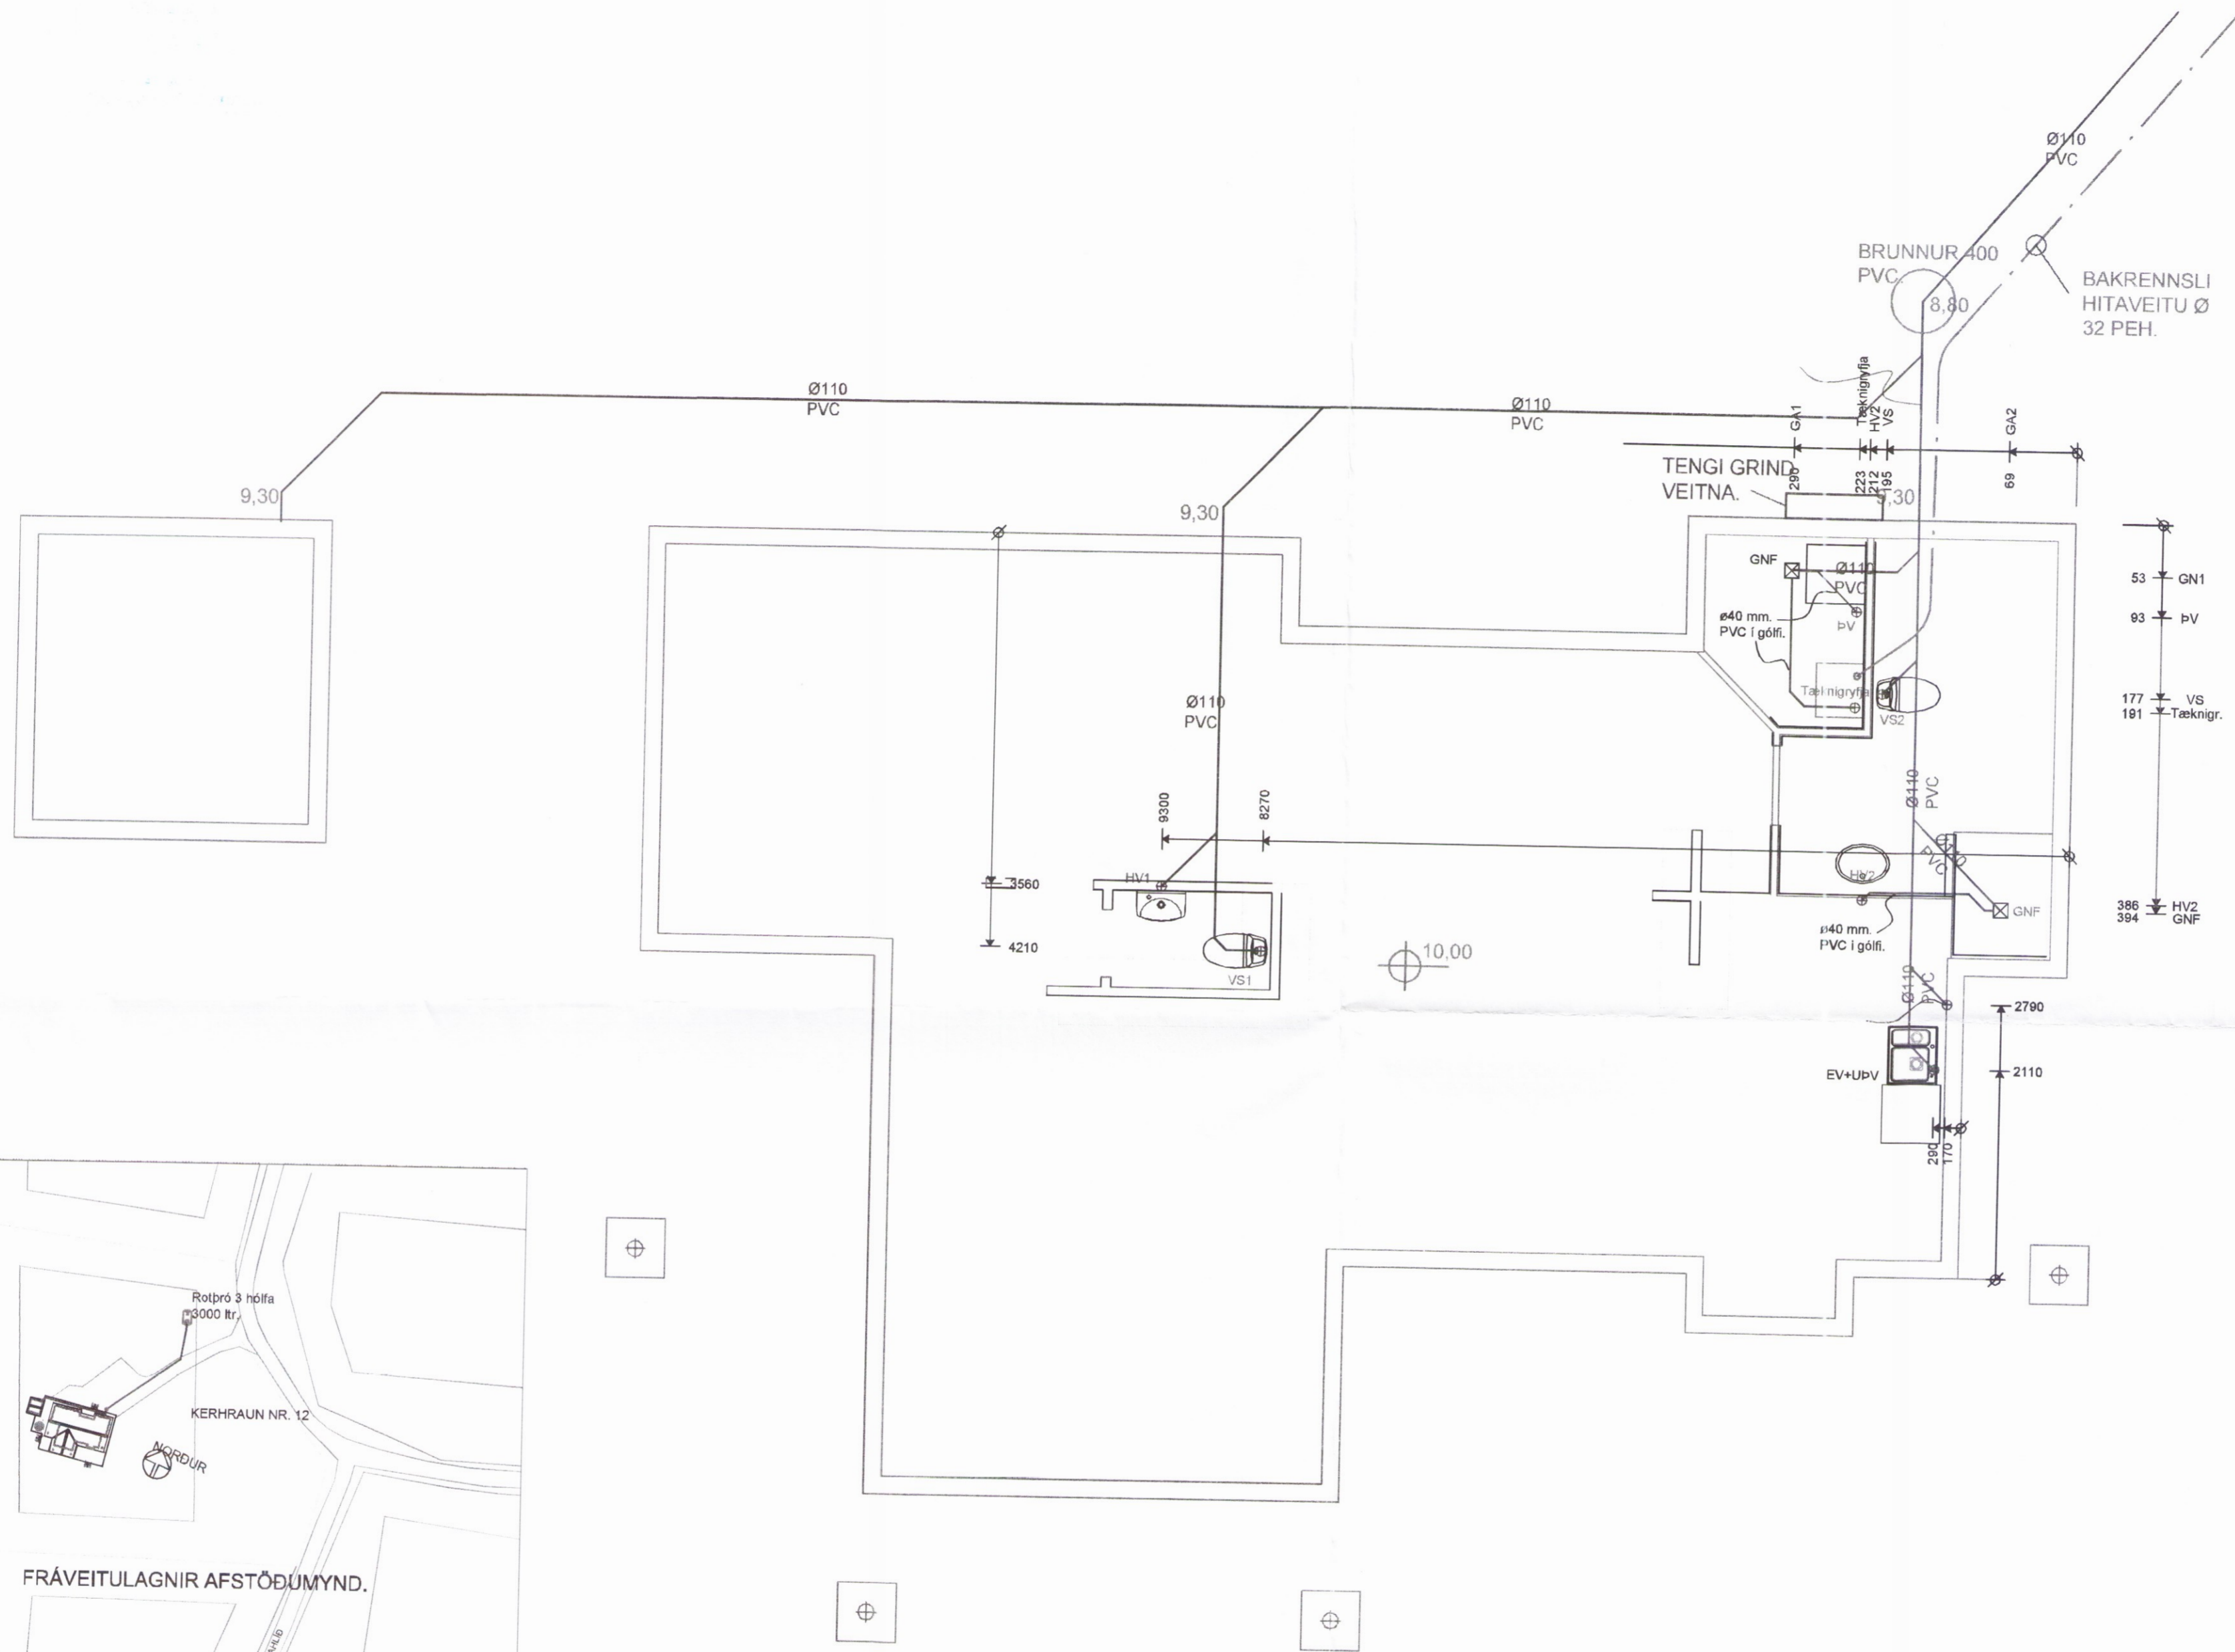 Ø110
PVC
BRUNNUR 400
PVC.
8,80
BAKRENNSLI
HITAVEITU Ø
32 PEH.
Ø110
PVC
Ø110
PVC
GA1
Tæknigryfja
HV2
VS
GA2
290
223
212
195
69
TENGI GRIND
VEITNA.
9,30
9,30
9,30
GNF
Ø110
PVC
ø40 mm.
PVC í gólfi.
ÞV
Tæknigryfja
VS2
53 GN1
93 ÞV
177 VS
191 Tæknigr.
386 HV2
394 GNF
Ø110
PVC
Ø110
PVC
9300
8270
Ø110
PVC
HV1
3560
4210
VS1
HV2
GNF
ø40 mm.
PVC í gólfi.
10,00
Ø110
PVC
2790
2110
EV+UÞV
290
170
Rotþró 3 hólfa
3000 ltr.
KERHRAUN NR. 12
NORÐUR
FRÁVEITULAGNIR AFSTÖÐUMYND.